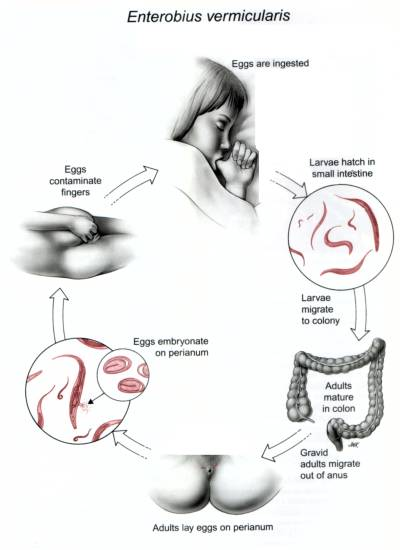 Enterobius vermicularis
Eggs are ingested
Larvae hatch in
small intestine
Larvae
migrate
to colony
Adults
mature
in colon
Gravid
adults migrate
out of anus
Adults lay eggs on perianum
Eggs embryonate
on perianum
Eggs
contaminate
fingers